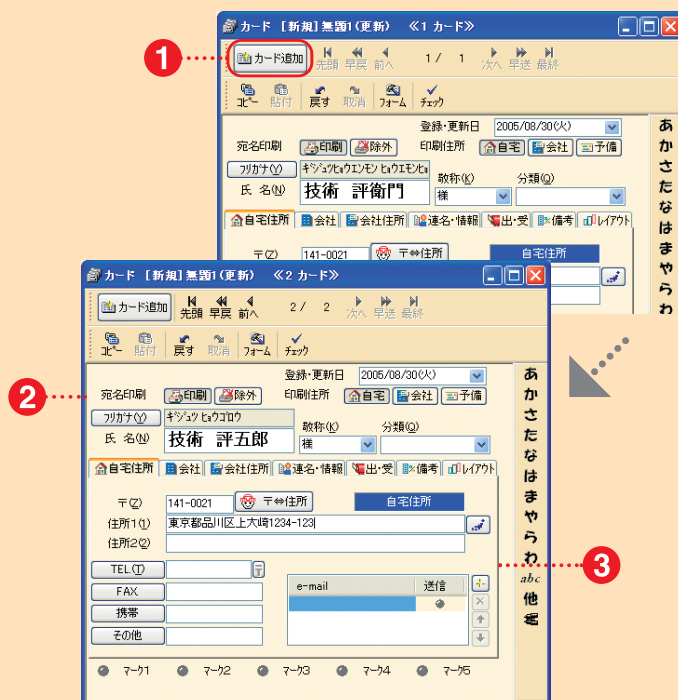 カード [新規]無題1(更新) ≪1 カード≫
1
カード追加 先頭 早戻 前へ 1 / 1 次へ 早送 最終
コピー 貼付 戻す 取消 フォーム チェック
登録・更新日 2005/08/30(火)
宛名印刷 印刷 除外 印刷住所 自宅 会社 予備
フリガナ(Y) ギジュツヒョウエンモン ヒョウエモンヒョ 敬称(K) 分類(Q)
氏 名(N) 技術 評衛門 様
自宅住所 会社 会社住所 連名・情報 出・受 備考 レイアウト
〒(Z) 141-0021 〒⇔住所 自宅住所
あ
か
さ
た
な
は
ま
や
ら
わ
カード [新規]無題1(更新) ≪2 カード≫
カード追加 先頭 早戻 前へ 2 / 2 次へ 早送 最終
コピー 貼付 戻す 取消 フォーム チェック
登録・更新日 2005/08/30(火)
2
宛名印刷 印刷 除外 印刷住所 自宅 会社 予備
フリガナ(Y) ギジュツ ヒョウゴロウ 敬称(K) 分類(Q)
氏 名(N) 技術 評五郎 様
自宅住所 会社 会社住所 連名・情報 出・受 備考 レイアウト
〒(Z) 141-0021 〒⇔住所 自宅住所
住所1(1) 東京都品川区上大崎1234-123
住所2(2)
TEL(T) 〒
FAX e-mail 送信
携帯
その他
3
マーク1 マーク2 マーク3 マーク4 マーク5
あ
か
さ
た
な
は
ま
や
ら
わ
abc
他